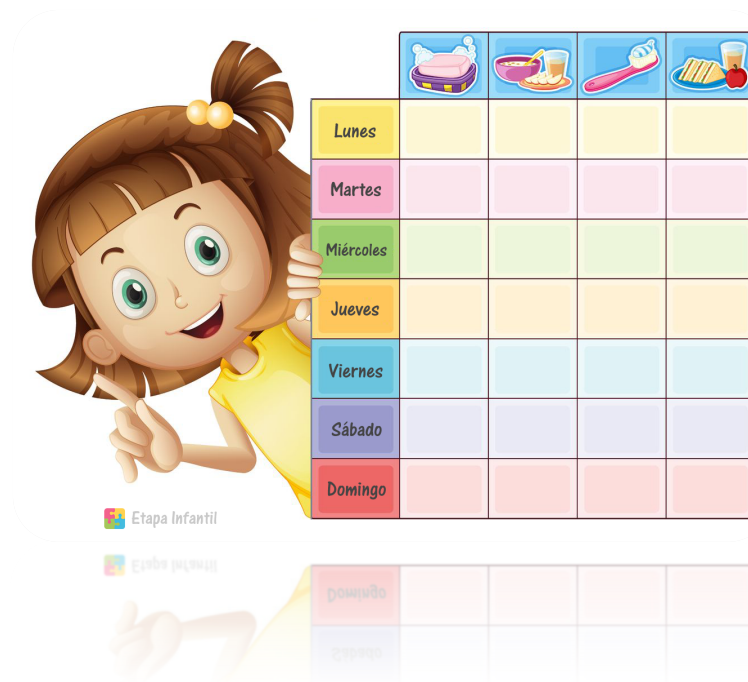 Lunes
Martes
Miércoles
Jueves
Viernes
Sábado
Domingo
Etapa Infantil